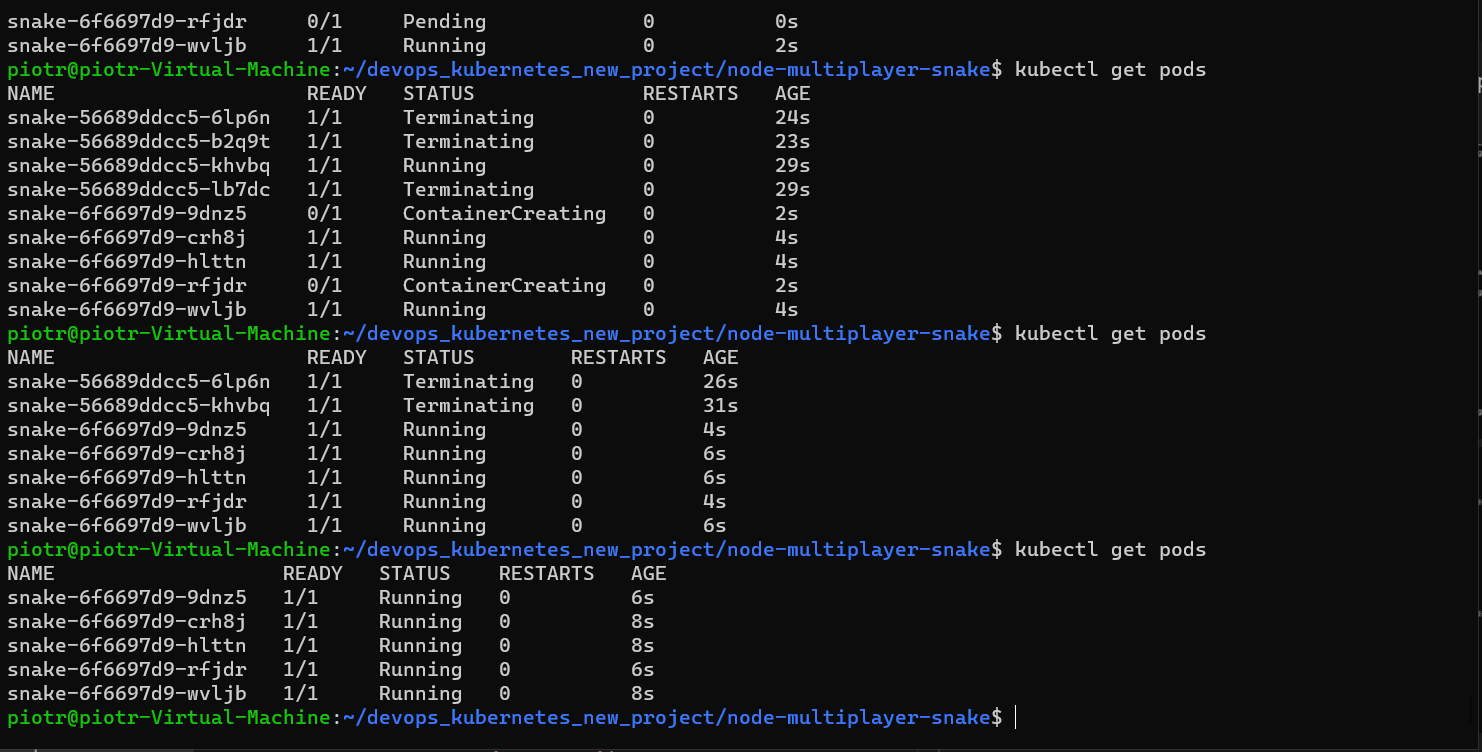 snake-6f6697d9-rfjdr     0/1     Pending             0          0s
snake-6f6697d9-wvljb     1/1     Running             0          2s
piotr@piotr-Virtual-Machine:~/devops_kubernetes_new_project/node-multiplayer-snake$ kubectl get pods
NAME                     READY   STATUS              RESTARTS   AGE
snake-56689ddcc5-6lp6n   1/1     Terminating         0          24s
snake-56689ddcc5-b2q9t   1/1     Terminating         0          23s
snake-56689ddcc5-khvbq   1/1     Running             0          29s
snake-56689ddcc5-lb7dc   1/1     Terminating         0          29s
snake-6f6697d9-9dnz5     0/1     ContainerCreating   0          2s
snake-6f6697d9-crh8j     1/1     Running             0          4s
snake-6f6697d9-hlttn     1/1     Running             0          4s
snake-6f6697d9-rfjdr     0/1     ContainerCreating   0          2s
snake-6f6697d9-wvljb     1/1     Running             0          4s
piotr@piotr-Virtual-Machine:~/devops_kubernetes_new_project/node-multiplayer-snake$ kubectl get pods
NAME                     READY   STATUS        RESTARTS   AGE
snake-56689ddcc5-6lp6n   1/1     Terminating   0          26s
snake-56689ddcc5-khvbq   1/1     Terminating   0          31s
snake-6f6697d9-9dnz5     1/1     Running       0          4s
snake-6f6697d9-crh8j     1/1     Running       0          6s
snake-6f6697d9-hlttn     1/1     Running       0          6s
snake-6f6697d9-rfjdr     1/1     Running       0          4s
snake-6f6697d9-wvljb     1/1     Running       0          6s
piotr@piotr-Virtual-Machine:~/devops_kubernetes_new_project/node-multiplayer-snake$ kubectl get pods
NAME                   READY   STATUS    RESTARTS   AGE
snake-6f6697d9-9dnz5   1/1     Running   0          6s
snake-6f6697d9-crh8j   1/1     Running   0          8s
snake-6f6697d9-hlttn   1/1     Running   0          8s
snake-6f6697d9-rfjdr   1/1     Running   0          6s
snake-6f6697d9-wvljb   1/1     Running   0          8s
piotr@piotr-Virtual-Machine:~/devops_kubernetes_new_project/node-multiplayer-snake$